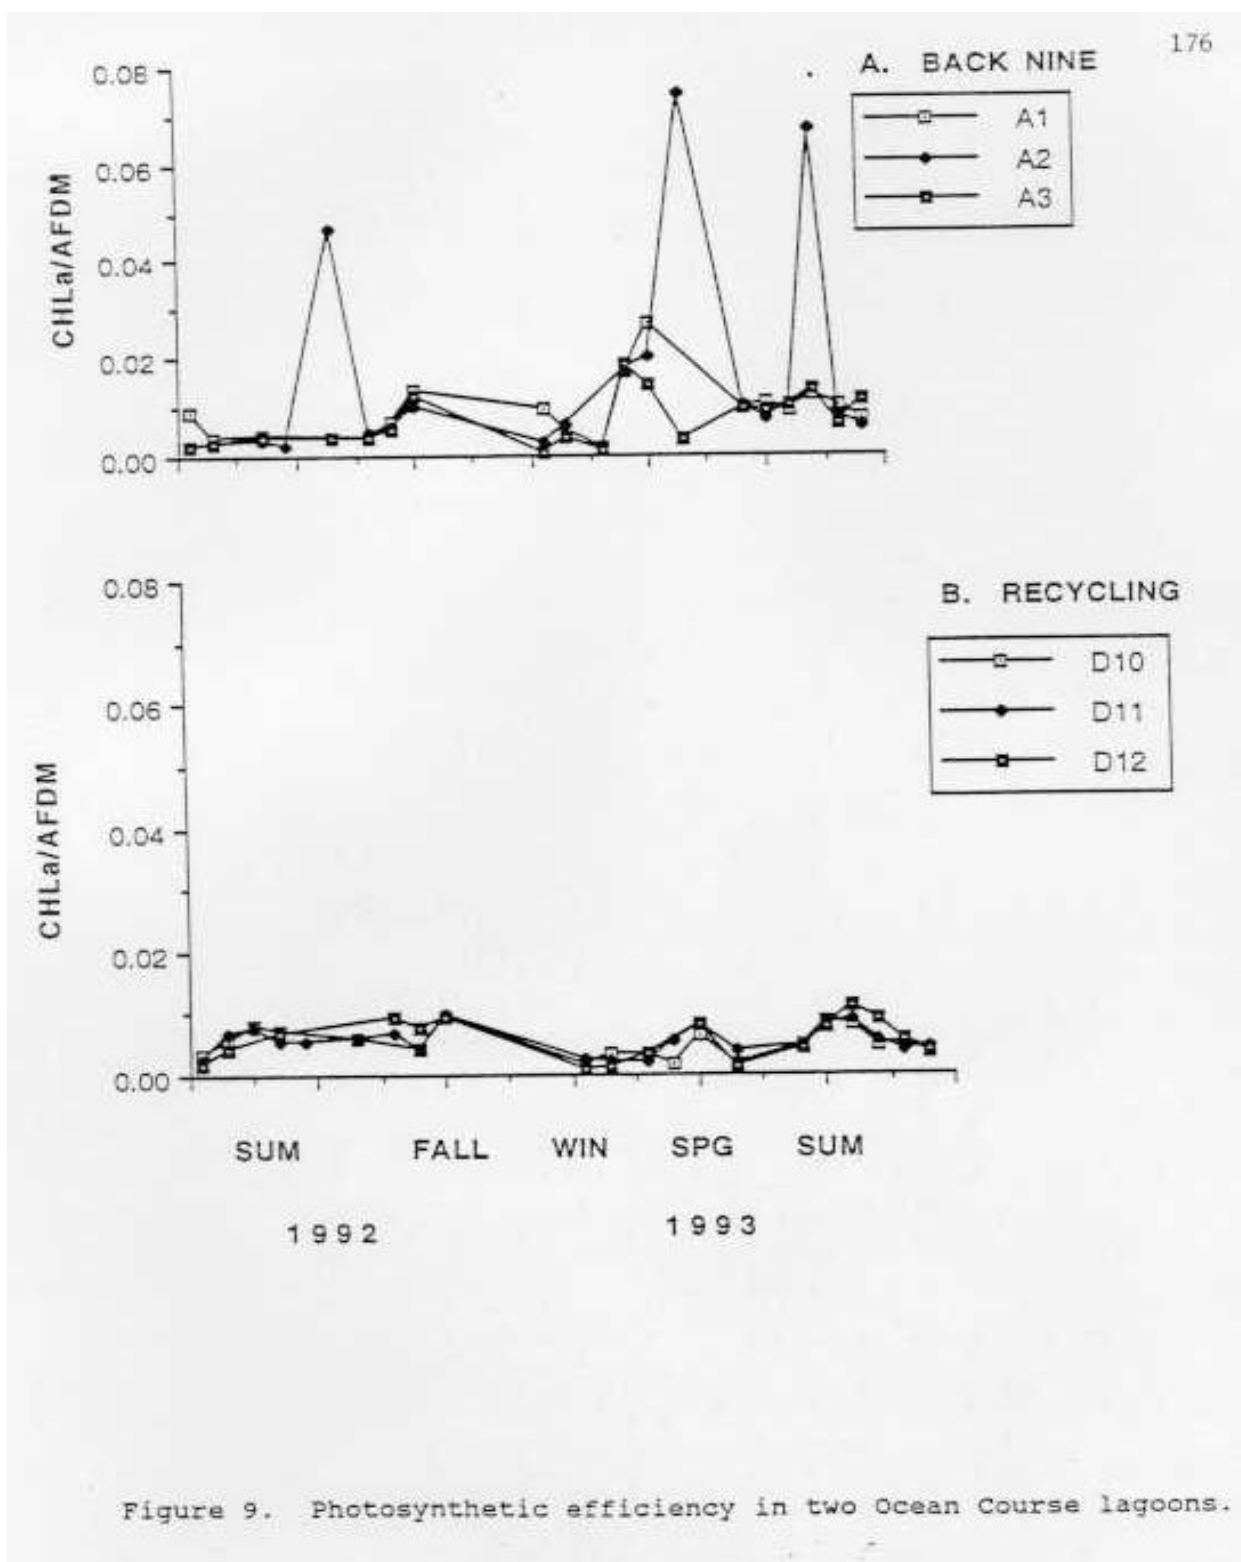 176
A. BACK NINE
A1
A2
A3
0.08
0.06
0.04
0.02
0.00
CHLa/AFDM
B. RECYCLING
D10
D11
D12
0.08
0.06
0.04
0.02
0.00
CHLa/AFDM
SUM FALL WIN SPG SUM
1992 1993
Figure 9. Photosynthetic efficiency in two Ocean Course lagoons.